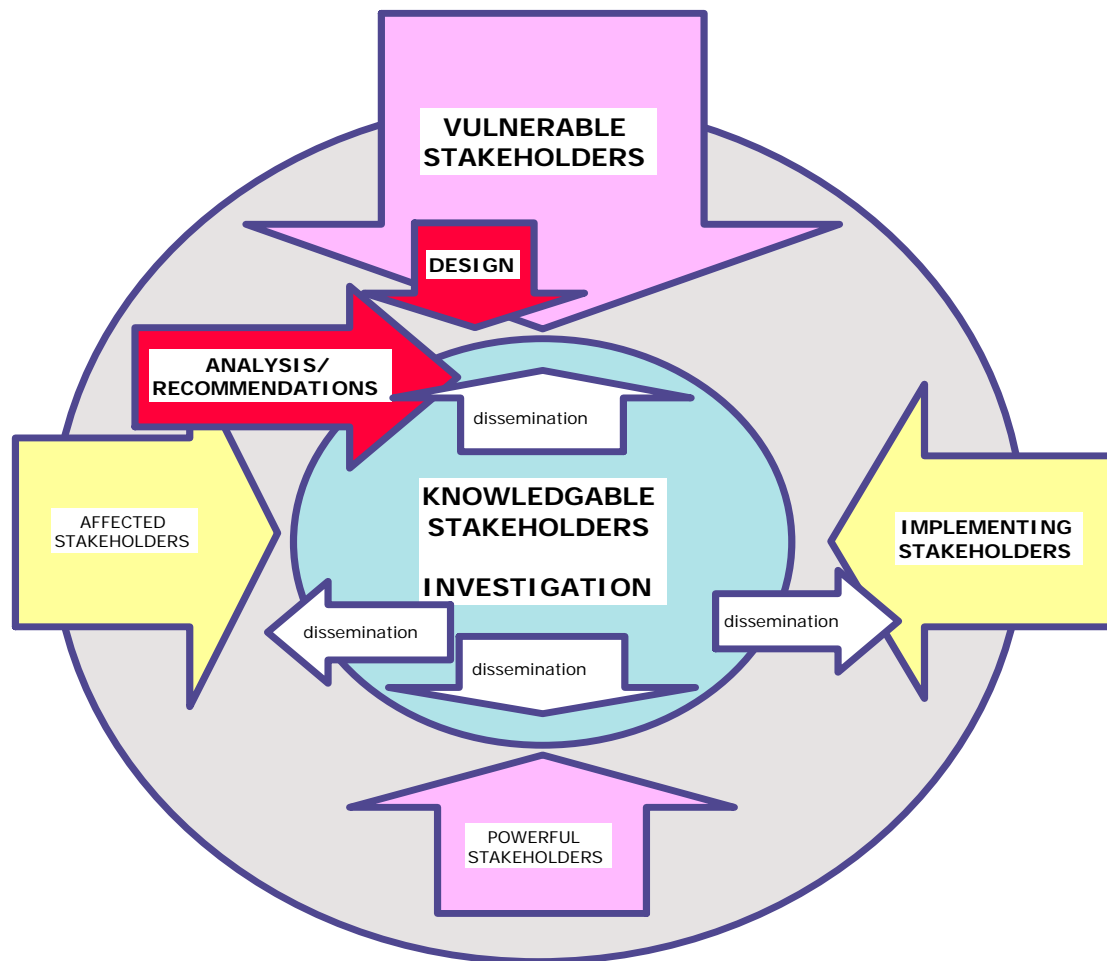 VULNERABLE
STAKEHOLDERS
DESIGN
ANALYSIS/
RECOMMENDATIONS
dissemination
AFFECTED
STAKEHOLDERS
KNOWLEDGABLE
STAKEHOLDERS
INVESTIGATION
IMPLEMENTING
STAKEHOLDERS
dissemination
dissemination
dissemination
POWERFUL
STAKEHOLDERS